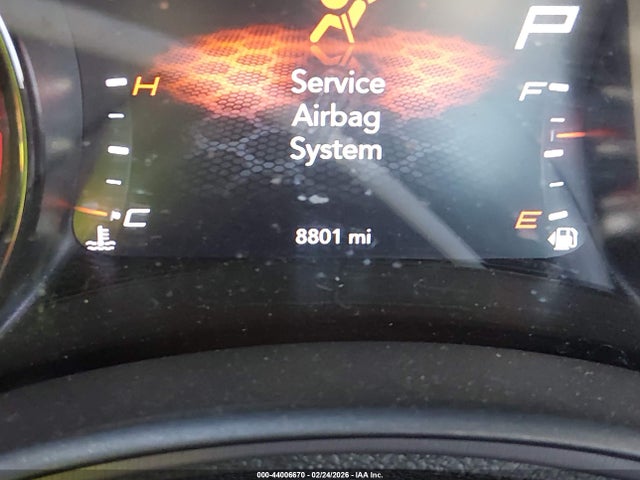 P
Service
Airbag
System
H
F
C
E
8801 mi
000-44006670 - 02/24/2026 - IAA Inc.